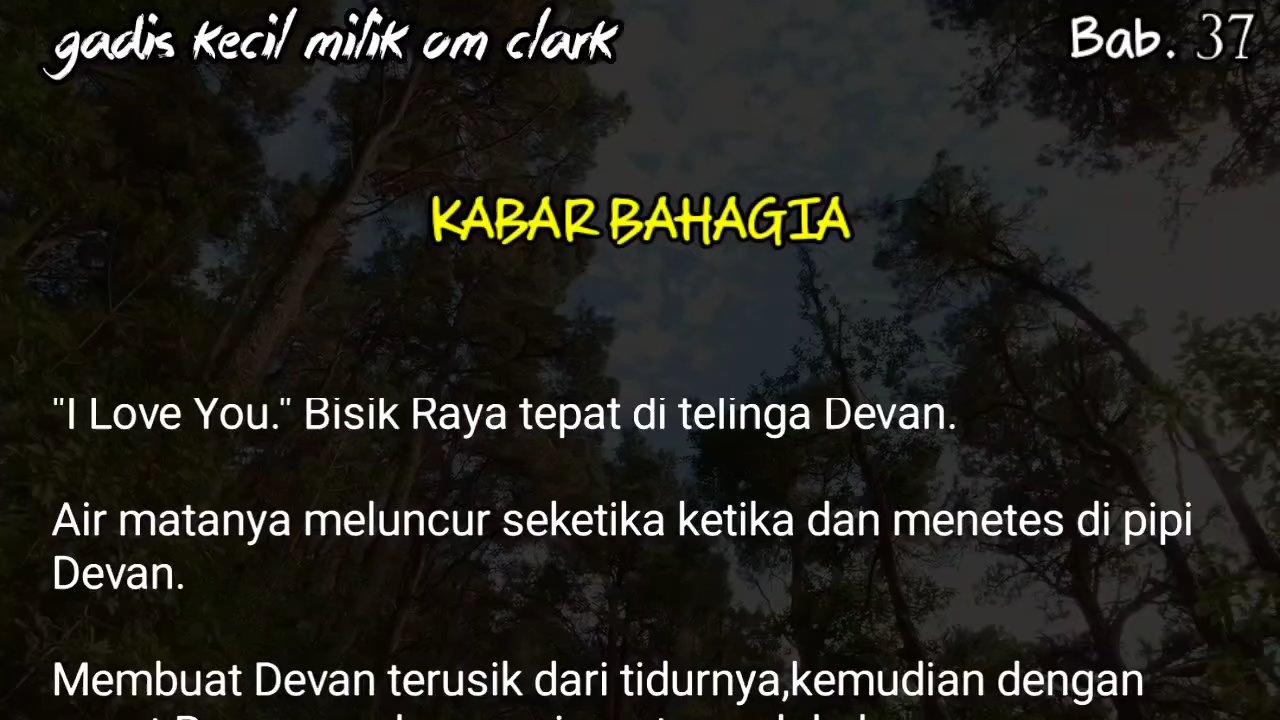 gadis kecil milik om clark
Bab. 37
KABAR BAHAGIA
"I Love You." Bisik Raya tepat di telinga Devan.
Air matanya meluncur seketika ketika dan menetes di pipi
Devan.
Membuat Devan terusik dari tidurnya,kemudian dengan